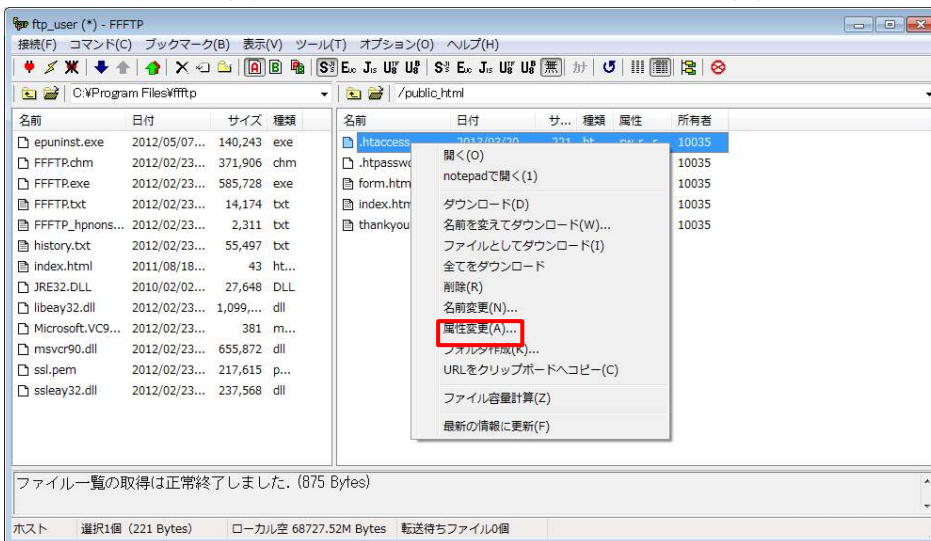 ftp_user (*) - FFFTP
接続(F) コマンド(C) ブックマーク(B) 表示(V) ツール(T) オプション(O) ヘルプ(H)
C:¥Program Files¥ffftp
/public_html
名前 日付 サイズ 種類
名前 日付 サ... 種類 属性 所有者
epuninst.exe 2012/05/07... 140,243 exe
FFFTP.chm 2012/02/23... 371,906 chm
FFFTP.exe 2012/02/23... 585,728 exe
FFFTP.txt 2012/02/23... 14,174 txt
FFFTP_hpnons... 2012/02/23... 2,311 txt
history.txt 2012/02/23... 55,497 txt
index.html 2011/08/18... 43 ht...
JRE32.DLL 2010/02/02... 27,648 DLL
libeay32.dll 2012/02/23... 1,099,... dll
Microsoft.VC9... 2012/02/23... 381 m...
msvcr90.dll 2012/02/23... 655,872 dll
ssl.pem 2012/02/23... 217,615 p...
ssleay32.dll 2012/02/23... 237,568 dll
.htaccess 2012/03/20 221 ht 10035
.htpasswd 10035
form.htm 10035
index.htm 10035
thankyou 10035
開く(O)
notepadで開く(1)
ダウンロード(D)
名前を変えてダウンロード(W)...
ファイルとしてダウンロード(I)
全てをダウンロード
削除(R)
名前変更(N)...
属性変更(A)...
フォルダ作成(K)...
URLをクリップボードへコピー(C)
ファイル容量計算(Z)
最新の情報に更新(F)
ファイル一覧の取得は正常終了しました. (875 Bytes)
ホスト 選択1個 (221 Bytes) ローカル空 68727.52M Bytes 転送待ちファイル0個